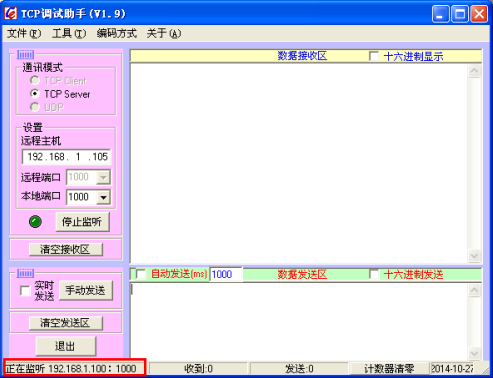 TCP调试助手(V1.9)
文件(F) 工具(T) 编码方式 关于(A)
通讯模式
TCP Client
TCP Server
UDP
设置
远程主机
192.168. 1 .105
远程端口 1000
本地端口 1000
停止监听
清空接收区
数据接收区 十六进制显示
实时发送 手动发送
清空发送区
退出
自动发送(ms) 1000 数据发送区 十六进制发送
正在监听 192.168.1.100：1000 收到:0 发送:0 计数器清零 2014-10-2